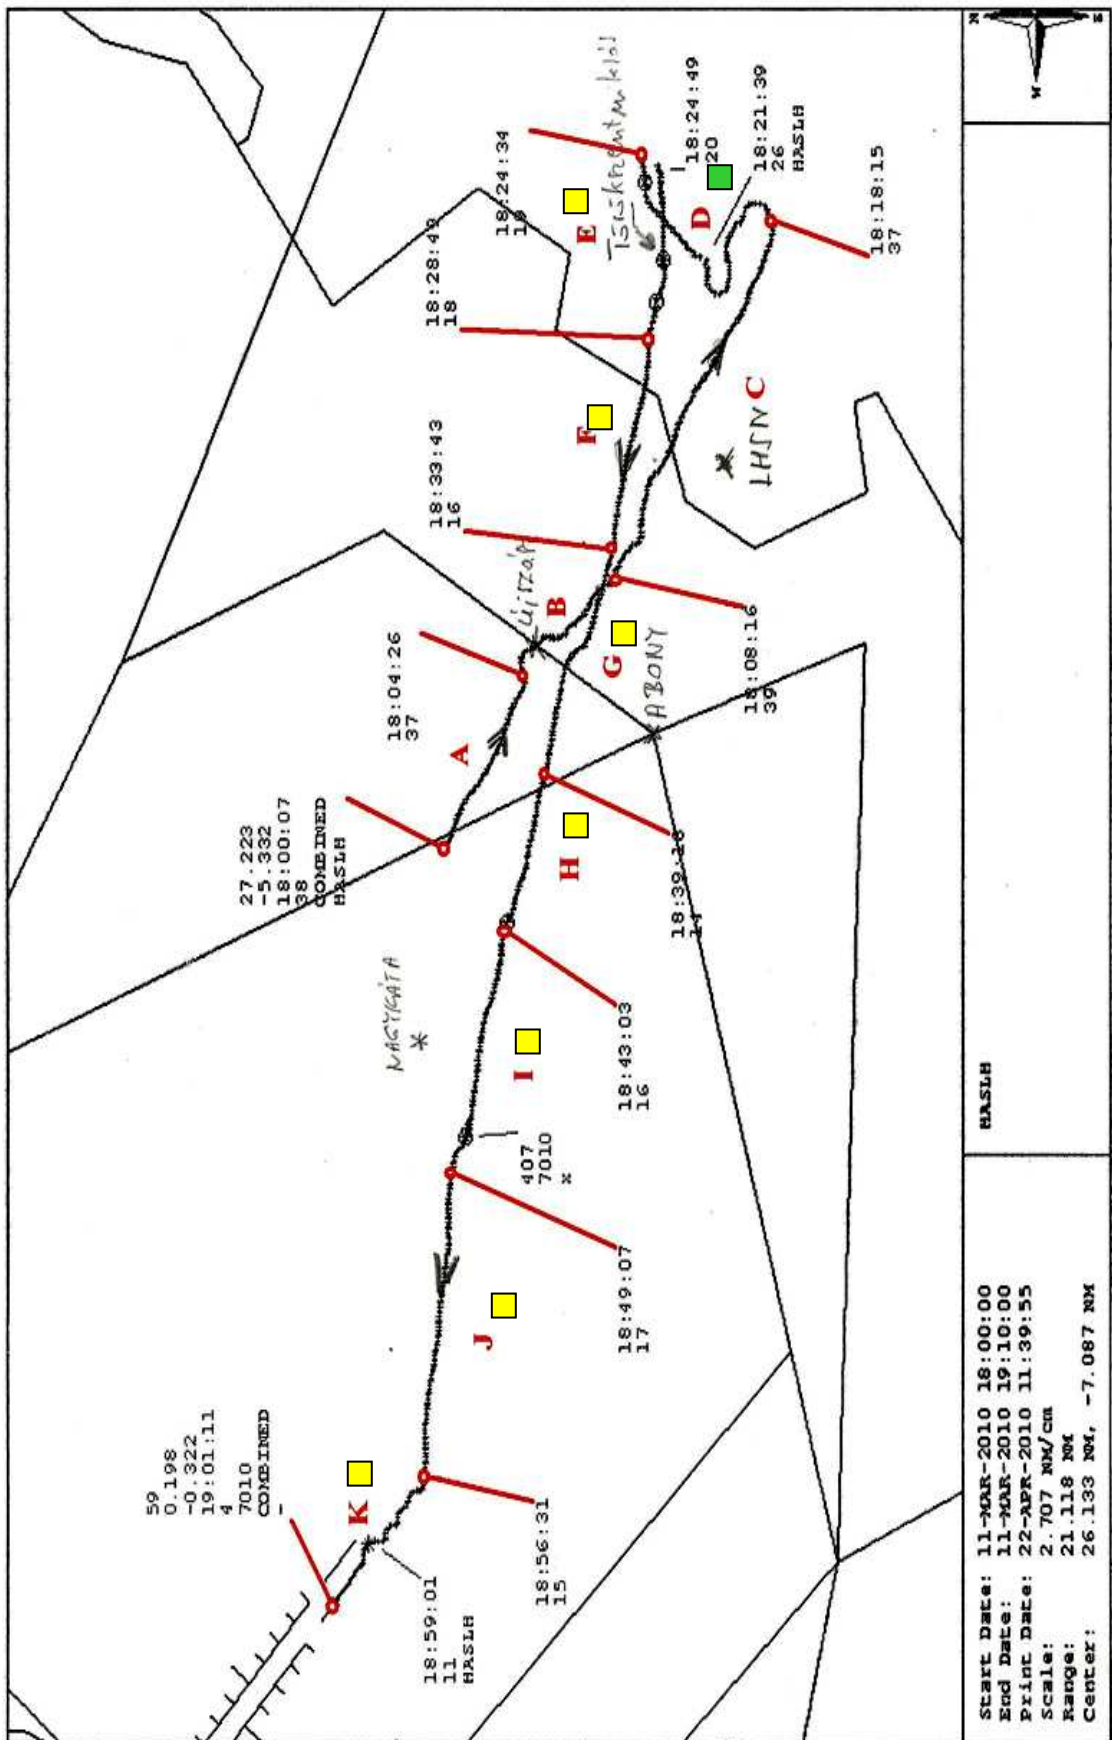 59
0.198
-0.322
19:01:11
4
7010
COMBINED
-
K
18:59:01
11
HASLH
18:56:31
15
J
18:49:07
17
407
7010
x
I
18:43:03
16
NAGYKÁTA
H
18:39:16
14
27.223
-5.332
18:00:07
38
COMBINED
HASLH
A
18:04:26
37
Újszász
B
G
ABONY
18:08:16
39
18:33:43
16
F
LHSN
C
18:28:49
18
18:24:34
19
E
Törökszentmiklós
18:24:49
20
D
18:21:39
26
HASLH
18:18:15
37
Start Date: 11-MAR-2010 18:00:00
End Date: 11-MAR-2010 19:10:00
Print Date: 22-APR-2010 11:39:55
Scale: 2.707 NM/cm
Range: 21.118 NM
Center: 26.133 NM, -7.087 NM
HASLH
N
W
S